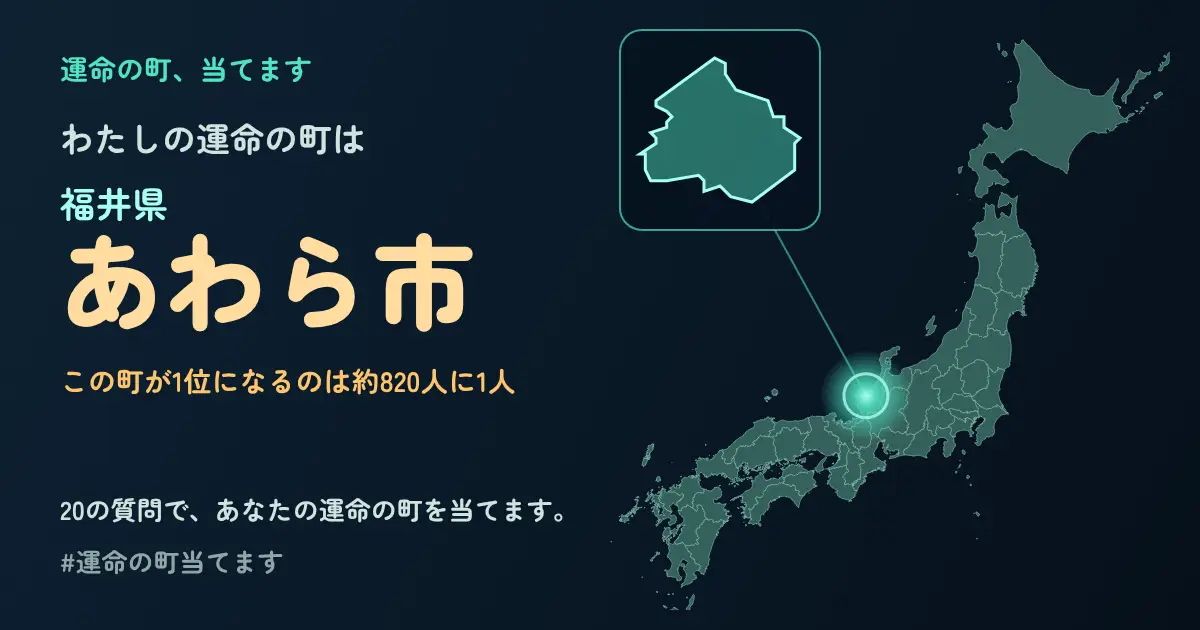 運命の町、当てます
わたしの運命の町は
福井県
あわら市
この町が1位になるのは約820人に1人
20の質問で、あなたの運命の町を当てます。
#運命の町当てます